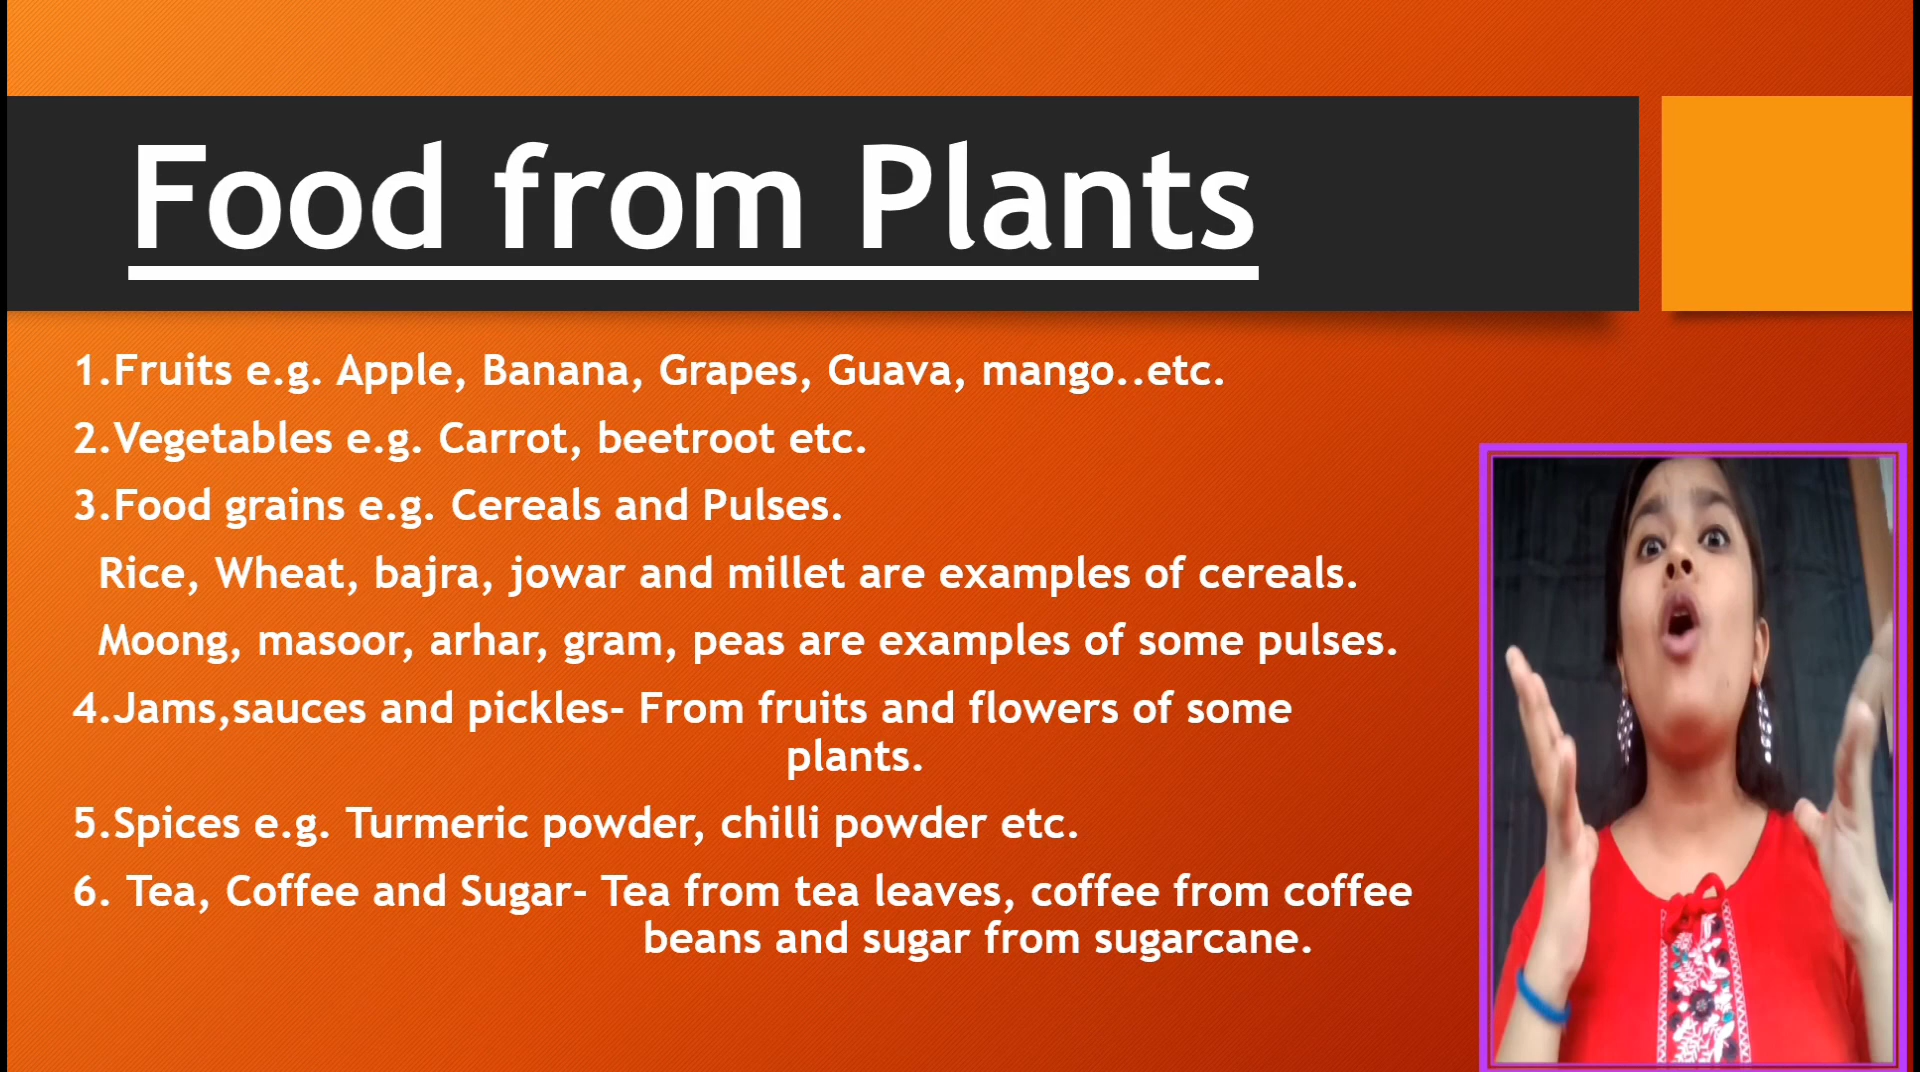 Food from Plants
1.Fruits e.g. Apple, Banana, Grapes, Guava, mango..etc.
2.Vegetables e.g. Carrot, beetroot etc.
3.Food grains e.g. Cereals and Pulses.
Rice, Wheat, bajra, jowar and millet are examples of cereals.
Moong, masoor, arhar, gram, peas are examples of some pulses.
4.Jams,sauces and pickles- From fruits and flowers of some
plants.
5.Spices e.g. Turmeric powder, chilli powder etc.
6. Tea, Coffee and Sugar- Tea from tea leaves, coffee from coffee
beans and sugar from sugarcane.